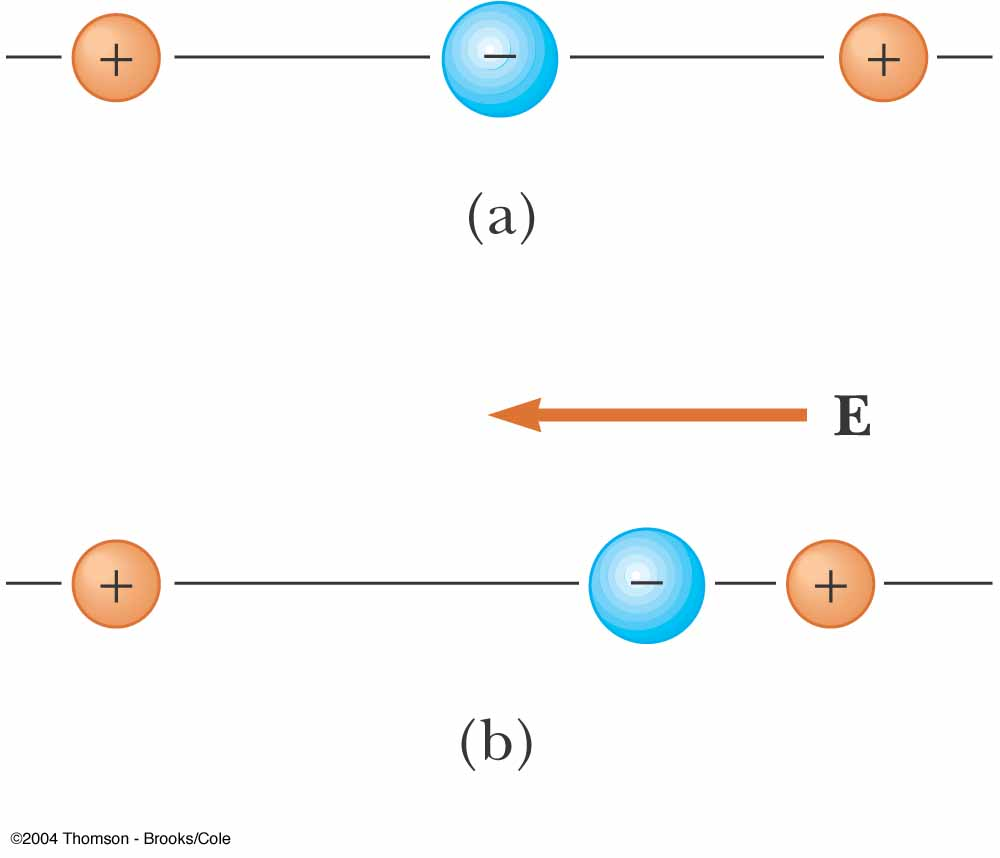 + − +
(a)
E
+ − +
(b)
©2004 Thomson - Brooks/Cole